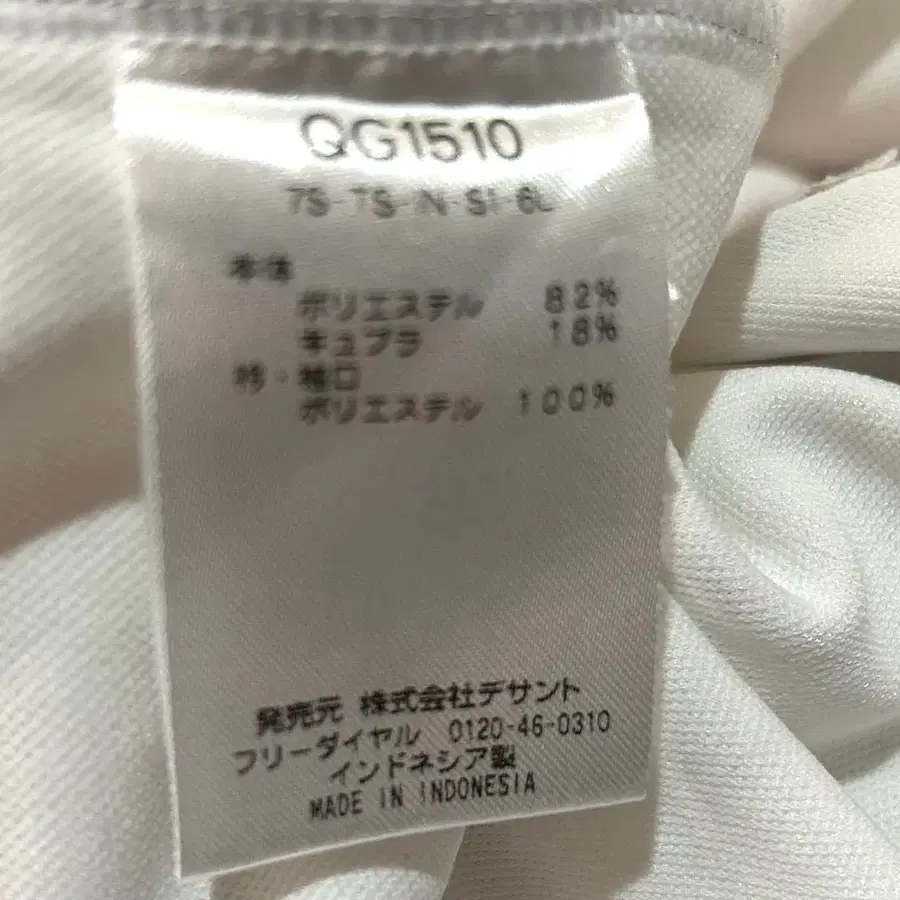 QG1510
7S-TS-IN-SI-6L
本体
ポリエステル 82%
キュプラ 18%
衿・袖口
ポリエステル 100%
発売元 株式会社デサント
フリーダイヤル 0120-46-0310
インドネシア製
MADE IN INDONESIA